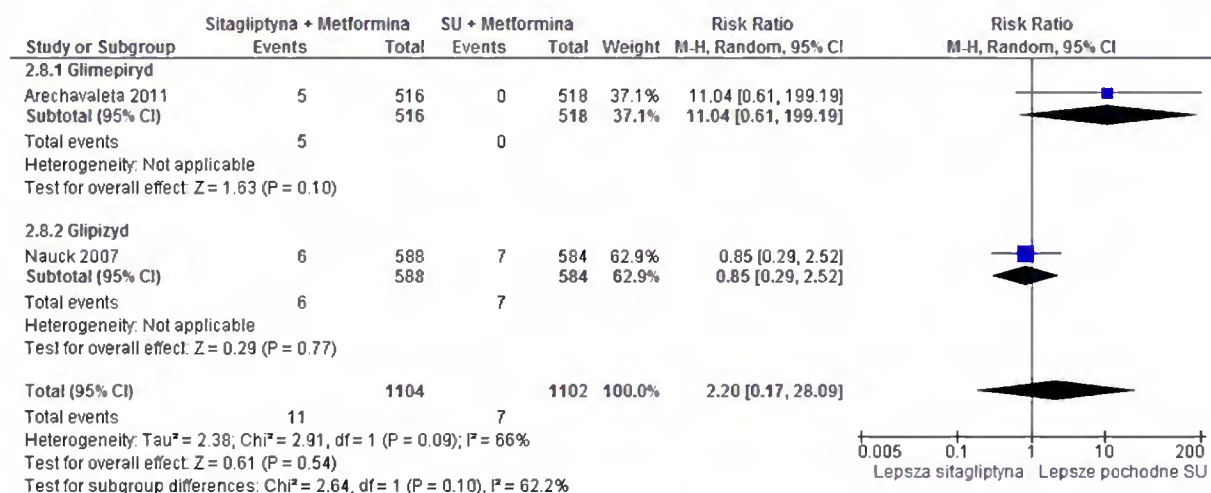 Sitagliptyna + Metformina SU + Metformina Risk Ratio Risk Ratio
Study or Subgroup Events Total Events Total Weight M-H, Random, 95% CI M-H, Random, 95% CI
2.8.1 Glimepiryd
Arechavaleta 2011 5 516 0 518 37.1% 11.04 [0.61, 199.19]
Subtotal (95% CI) 516 518 37.1% 11.04 [0.61, 199.19]
Total events 5 0
Heterogeneity: Not applicable
Test for overall effect: Z = 1.63 (P = 0.10)
2.8.2 Glipizyd
Nauck 2007 6 588 7 584 62.9% 0.85 [0.29, 2.52]
Subtotal (95% CI) 588 584 62.9% 0.85 [0.29, 2.52]
Total events 6 7
Heterogeneity: Not applicable
Test for overall effect: Z = 0.29 (P = 0.77)
Total (95% CI) 1104 1102 100.0% 2.20 [0.17, 28.09]
Total events 11 7
Heterogeneity: Tau² = 2.38; Chi² = 2.91, df = 1 (P = 0.09); I² = 66%
Test for overall effect: Z = 0.61 (P = 0.54)
Test for subgroup differences: Chi² = 2.64, df = 1 (P = 0.10), I² = 62.2%
0.005 0.1 1 10 200
Lepsza sitagliptyna Lepsze pochodne SU